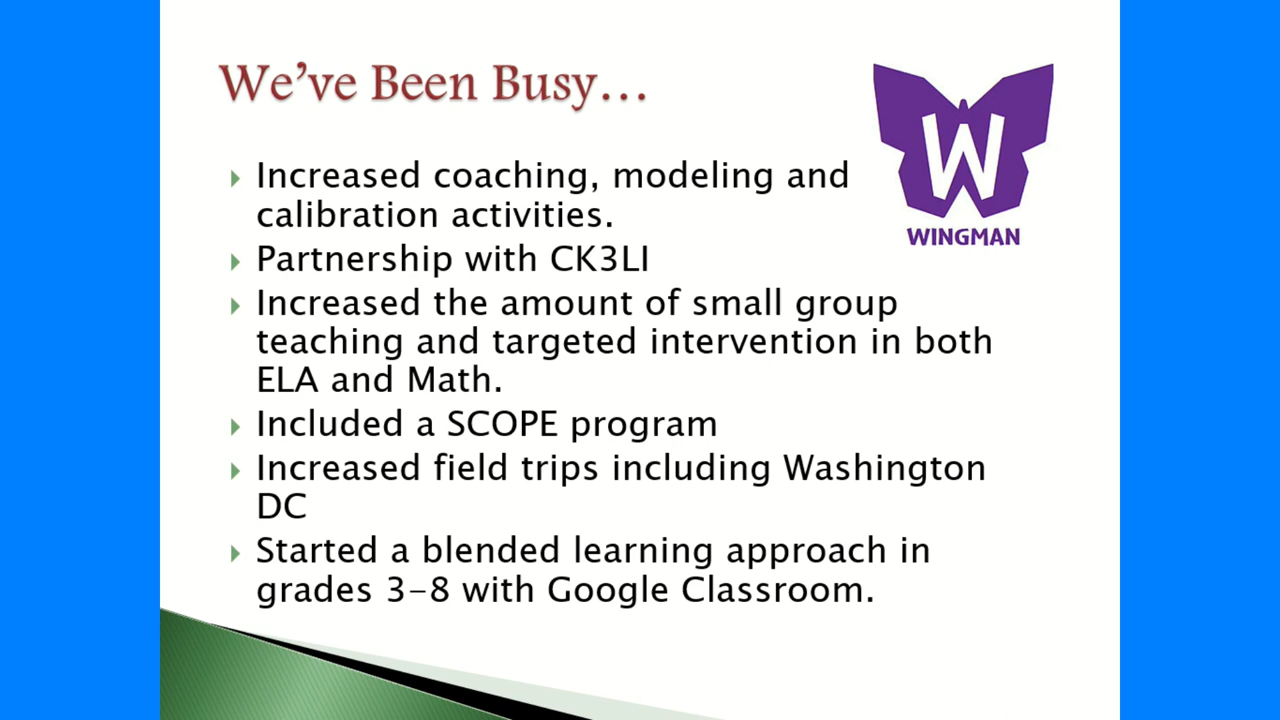 We've Been Busy...
W
WINGMAN
Increased coaching, modeling and
calibration activities.
Partnership with CK3LI
Increased the amount of small group
teaching and targeted intervention in both
ELA and Math.
Included a SCOPE program
Increased field trips including Washington
DC
Started a blended learning approach in
grades 3-8 with Google Classroom.